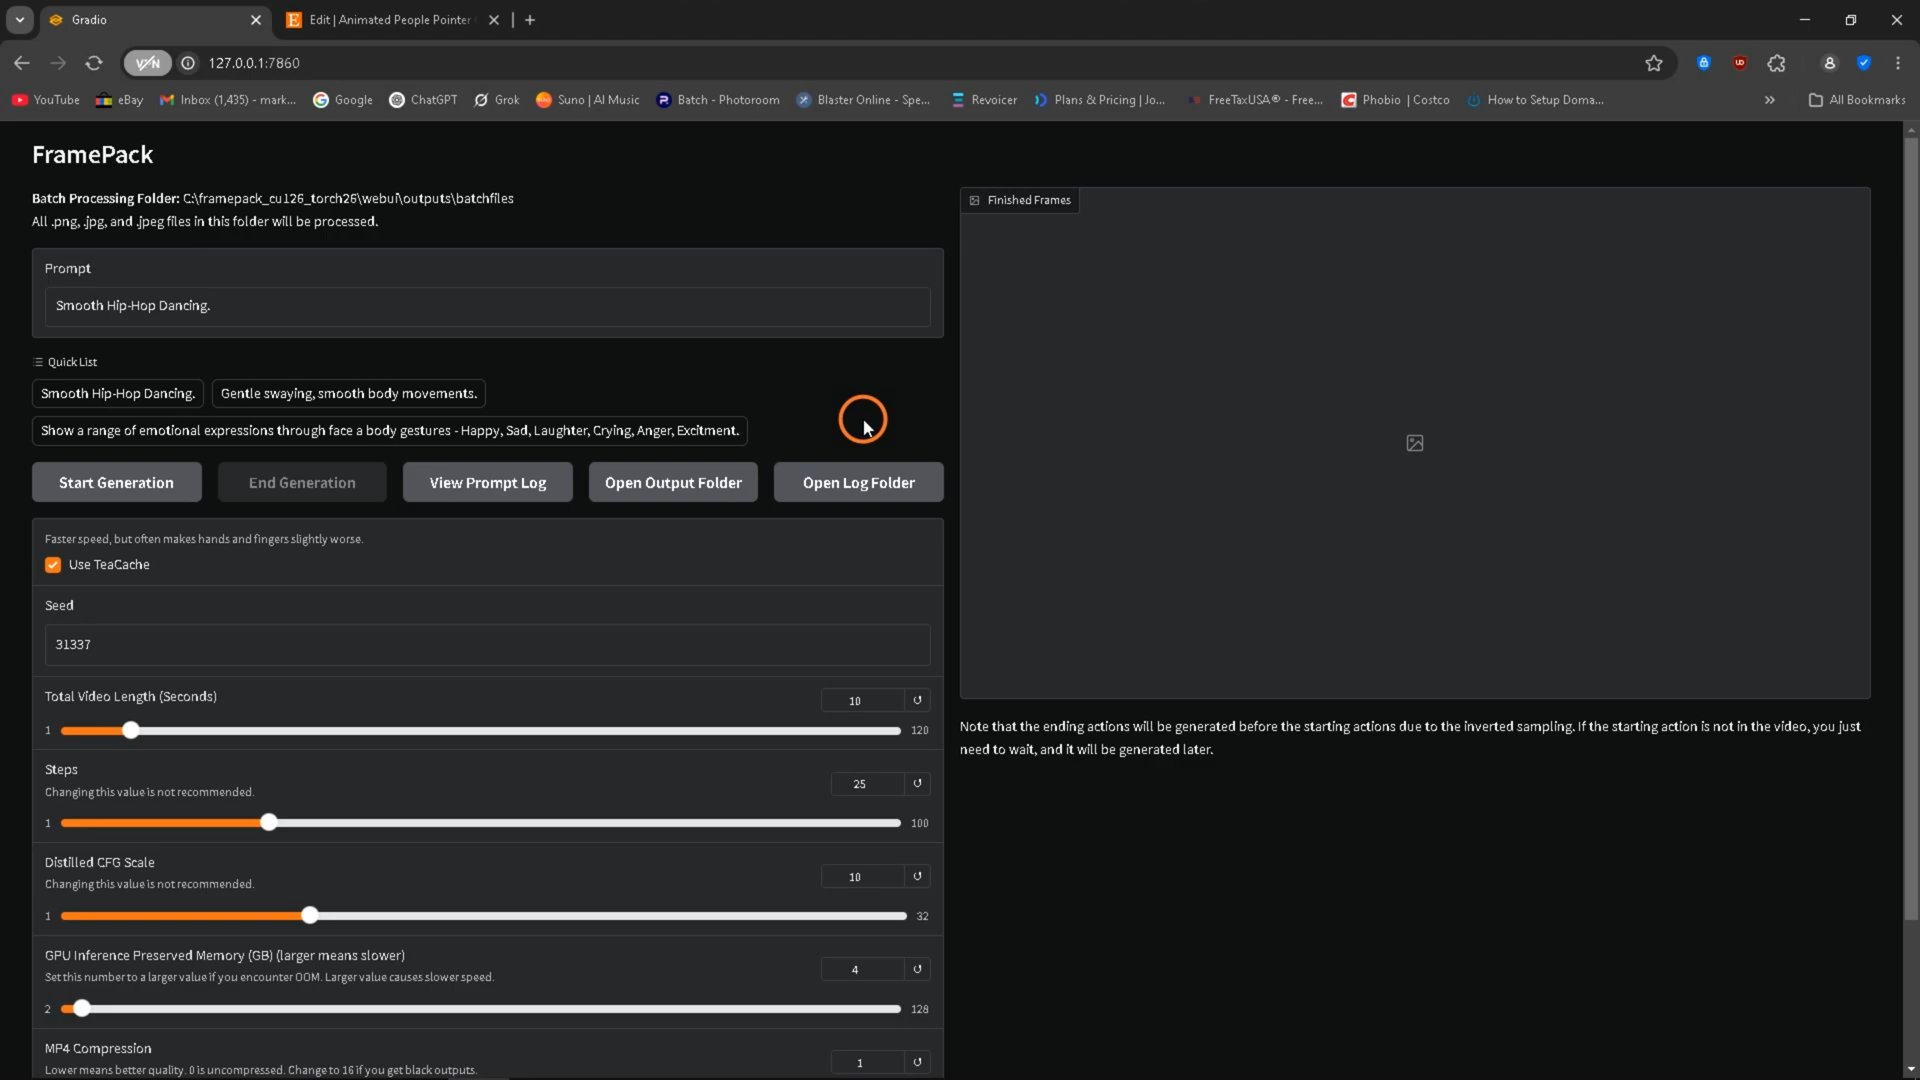 Gradio
Edit | Animated People Pointer
127.0.0.1:7860
YouTube
eBay
Inbox (1,435) - mark...
Google
ChatGPT
Grok
Suno | AI Music
Batch - Photoroom
Blaster Online - Spe...
Revoicer
Plans & Pricing | Jo...
FreeTaxUSA® - Free...
Phobio | Costco
How to Setup Doma...
All Bookmarks
FramePack
Batch Processing Folder: C:\framepack_cu126_torch26\webui\outputs\batchfiles
All .png, .jpg, and .jpeg files in this folder will be processed.
Prompt
Smooth Hip-Hop Dancing.
Quick List
Smooth Hip-Hop Dancing.
Gentle swaying, smooth body movements.
Show a range of emotional expressions through face a body gestures - Happy, Sad, Laughter, Crying, Anger, Excitment.
Start Generation
End Generation
View Prompt Log
Open Output Folder
Open Log Folder
Faster speed, but often makes hands and fingers slightly worse.
Use TeaCache
Seed
31337
Total Video Length (Seconds)
10
1
120
Steps
Changing this value is not recommended.
25
1
100
Distilled CFG Scale
Changing this value is not recommended.
10
1
32
GPU Inference Preserved Memory (GB) (larger means slower)
Set this number to a larger value if you encounter OOM. Larger value causes slower speed.
4
2
128
MP4 Compression
Lower means better quality. 0 is uncompressed. Change to 16 if you get black outputs.
1
Finished Frames
Note that the ending actions will be generated before the starting actions due to the inverted sampling. If the starting action is not in the video, you just
need to wait, and it will be generated later.